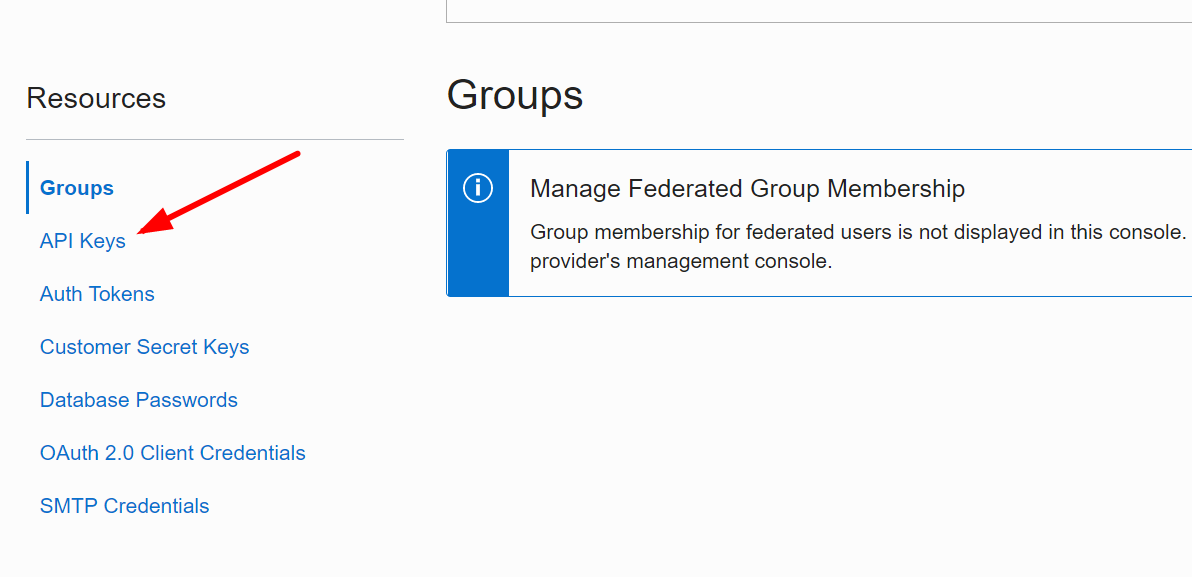 Resources
Groups
API Keys
Auth Tokens
Customer Secret Keys
Database Passwords
OAuth 2.0 Client Credentials
SMTP Credentials
Groups
Manage Federated Group Membership
Group membership for federated users is not displayed in this console.
provider's management console.